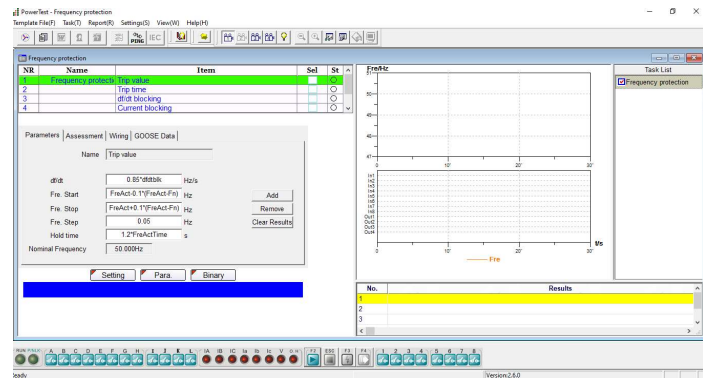 PowerTest - Frequency protection
Template File(F) Task(T) Report(R) Settings(S) View(W) Help(H)
PING IEC
Frequency protection
NR Name Item Sel St
1 Frequency protecti Trip value
2 Trip time
3 df/dt blocking
4 Current blocking
Parameters Assessment Wiring GOOSE Data
Name Trip value
df/dt 0.85*dfdtblk Hz/s
Fre. Start FreAct-0.1*(FreAct-Fn) Hz Add
Fre. Stop FreAct+0.1*(FreAct-Fn) Hz Remove
Fre. Step 0.05 Hz Clear Results
Hold time 1.2*FreActTime s
Nominal Frequency 50.000Hz
Setting Para. Binary
Fre/Hz
51
50
49
48
47
0 10 20 30
In1
In2
In3
In4
In5
In6
In7
In8
Out1
Out2
Out3
Out4
t/s
0 10 20 30
Fre
Task List
Frequency protection
No. Results
1
2
3
A B C D E F G H I J K L IA IB IC Ia Ib Ic V O.H F2 ESC F3 F4 1 2 3 4 5 6 7 8
eady Version:2.6.0